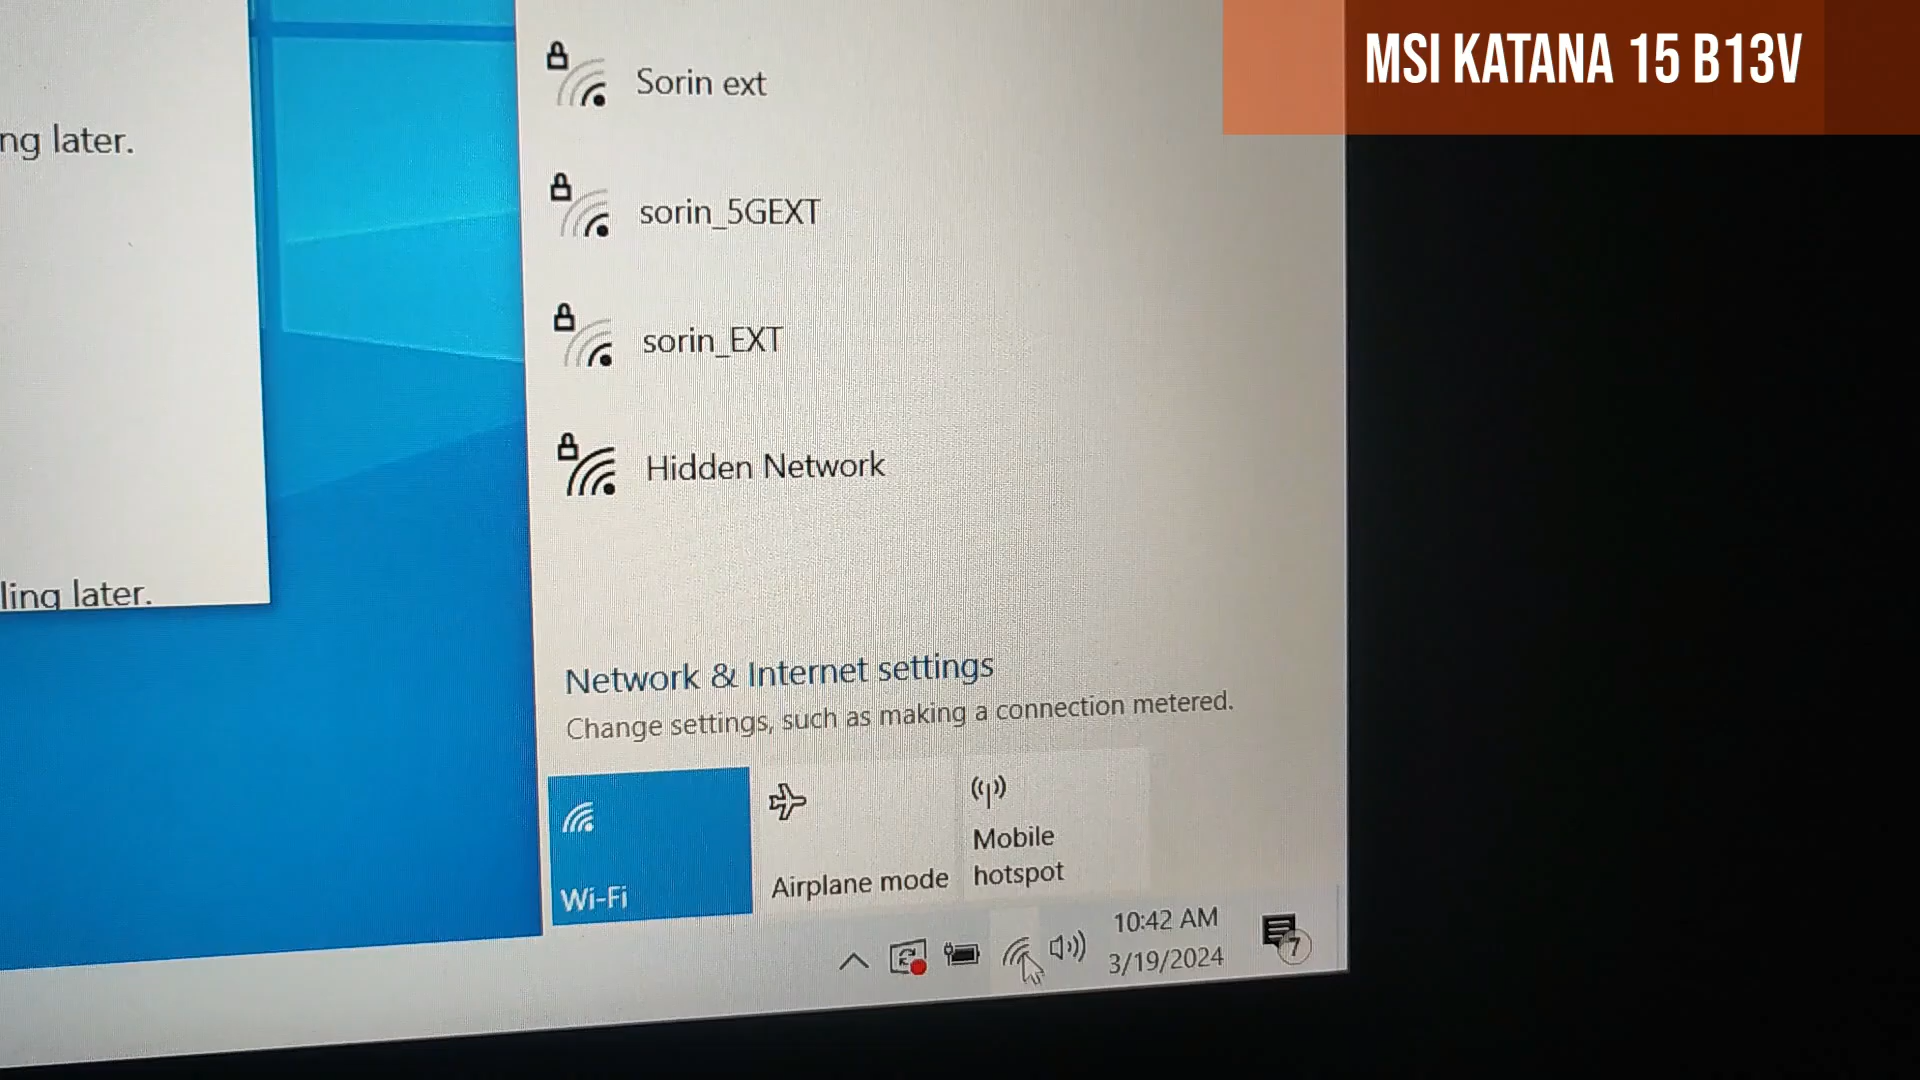 MSI KATANA 15 B13V
ng later.
ling later.
Sorin ext
sorin_5GEXT
sorin_EXT
Hidden Network
Network & Internet settings
Change settings, such as making a connection metered.
Wi-Fi
Airplane mode
Mobile
hotspot
10:42 AM
3/19/2024
7